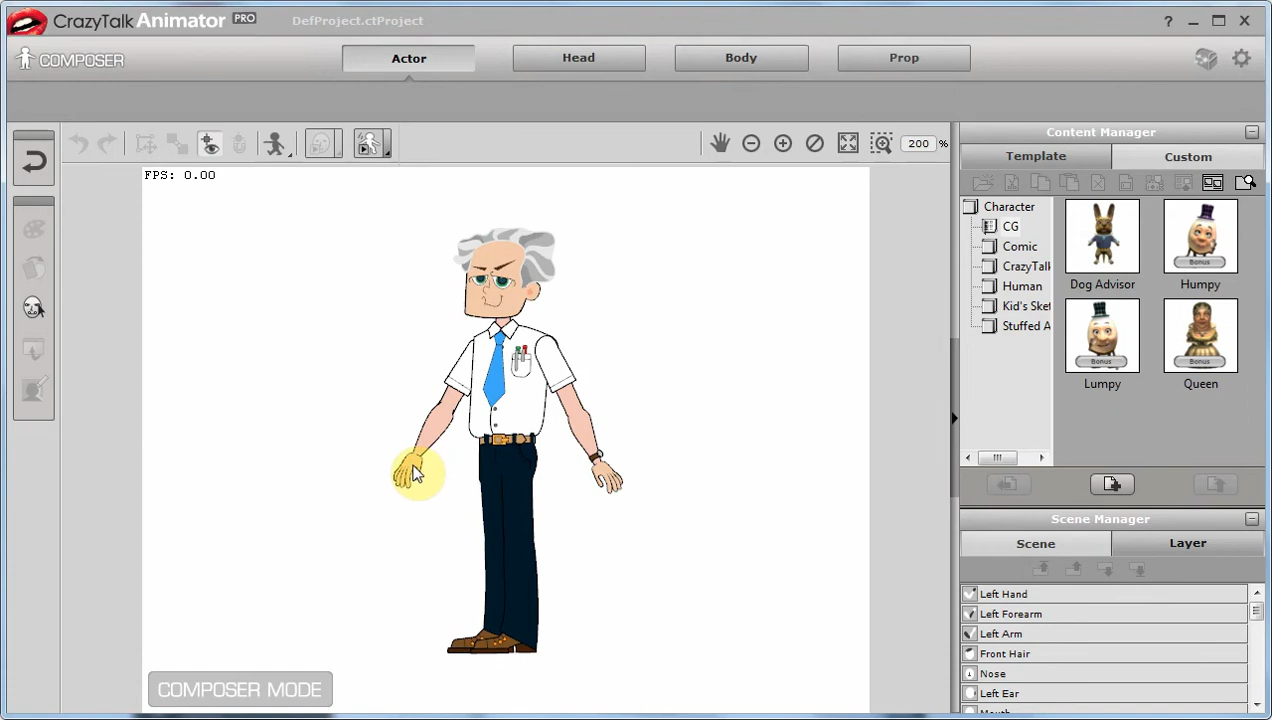 CrazyTalk Animator PRO DefProject.ctProject
COMPOSER Actor Head Body Prop
200 %
FPS: 0.00
COMPOSER MODE
Content Manager
Template Custom
Character
CG
Comic
CrazyTalk
Human
Kid's Ske
Stuffed A
Bonus
Dog Advisor Humpy
Bonus Bonus
Lumpy Queen
Scene Manager
Scene Layer
Left Hand
Left Forearm
Left Arm
Front Hair
Nose
Left Ear
Mouth